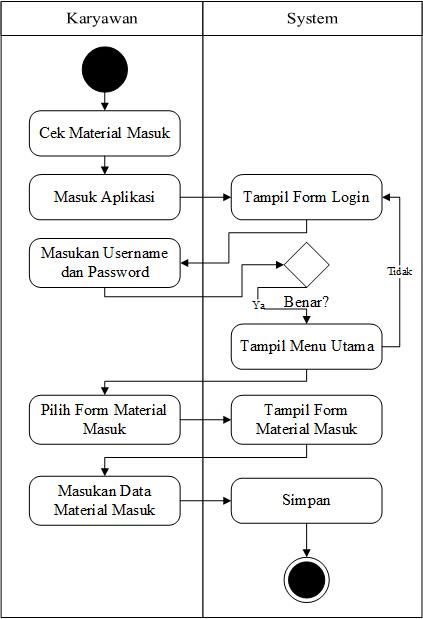 Karyawan
System
Cek Material Masuk
Masuk Aplikasi
Tampil Form Login
Masukan Username
dan Password
Tidak
Ya
Benar?
Tampil Menu Utama
Pilih Form Material
Masuk
Tampil Form
Material Masuk
Masukan Data
Material Masuk
Simpan